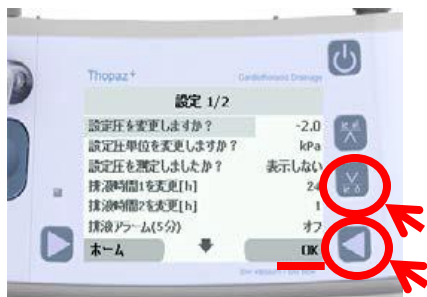 Thopaz+
Cardiothoracic Drainage
設定 1/2
設定圧を変更しますか？ -2.0
設定圧単位を変更しますか？ kPa
設定圧を測定しましたか？ 表示しない
排液時間1を変更[h] 24
排液時間2を変更[h] 1
排液アラーム(5分) オフ
ホーム OK